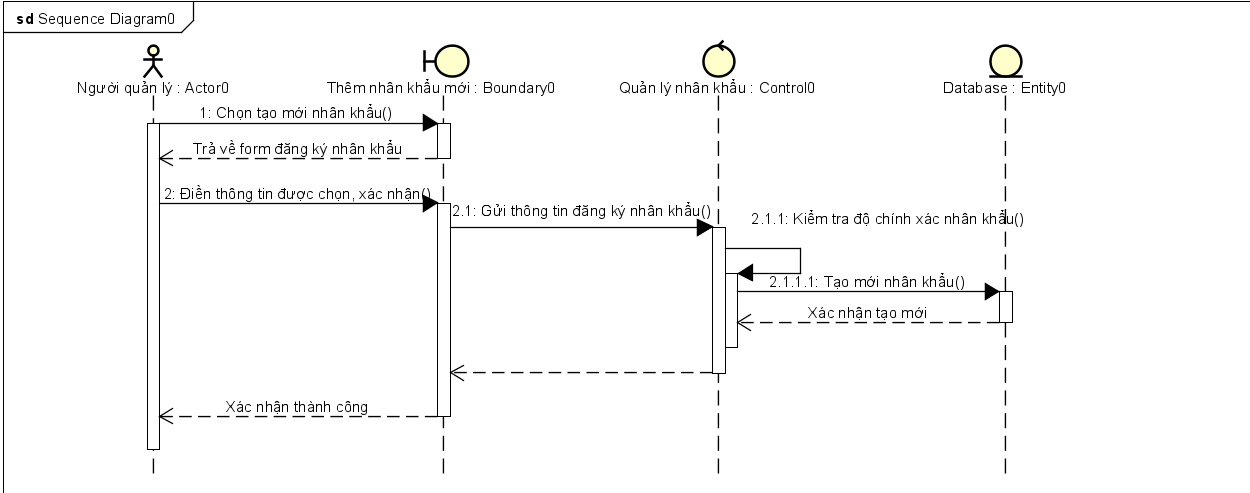 sd Sequence Diagram0
Người quản lý : Actor0
Thêm nhân khẩu mới : Boundary0
Quản lý nhân khẩu : Control0
Database : Entity0
1: Chọn tạo mới nhân khẩu()
Trả về form đăng ký nhân khẩu
2: Điền thông tin được chọn, xác nhận()
2.1: Gửi thông tin đăng ký nhân khẩu()
2.1.1: Kiểm tra độ chính xác nhân khẩu()
2.1.1.1: Tạo mới nhân khẩu()
Xác nhận tạo mới
Xác nhận thành công